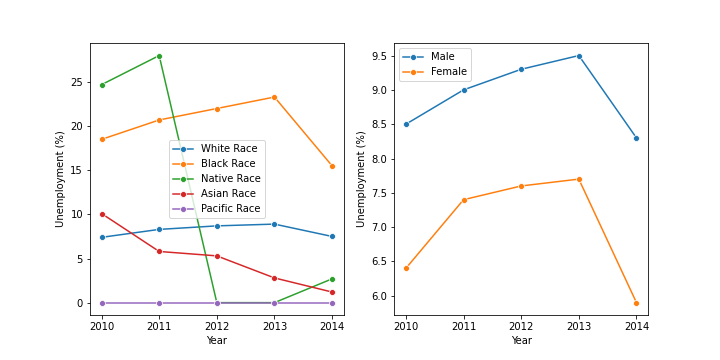 Unemployment (%)
25
20
15
10
5
0
White Race
Black Race
Native Race
Asian Race
Pacific Race
2010 2011 2012 2013 2014
Year
Unemployment (%)
9.5
9.0
8.5
8.0
7.5
7.0
6.5
6.0
Male
Female
2010 2011 2012 2013 2014
Year